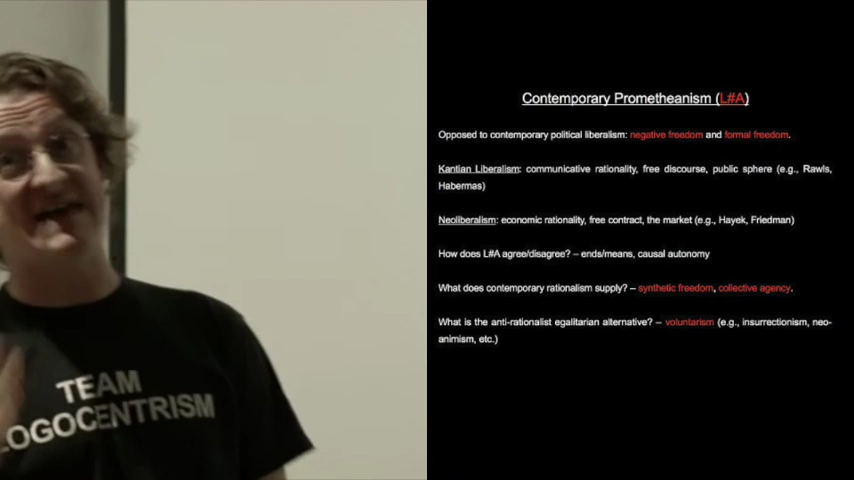 TEAM
LOGOCENTRISM
Contemporary Prometheanism (L#A)
Opposed to contemporary political liberalism: negative freedom and formal freedom.
Kantian Liberalism: communicative rationality, free discourse, public sphere (e.g., Rawls,
Habermas)
Neoliberalism: economic rationality, free contract, the market (e.g., Hayek, Friedman)
How does L#A agree/disagree? – ends/means, causal autonomy
What does contemporary rationalism supply? – synthetic freedom, collective agency.
What is the anti-rationalist egalitarian alternative? – voluntarism (e.g., insurrectionism, neo-
animism, etc.)